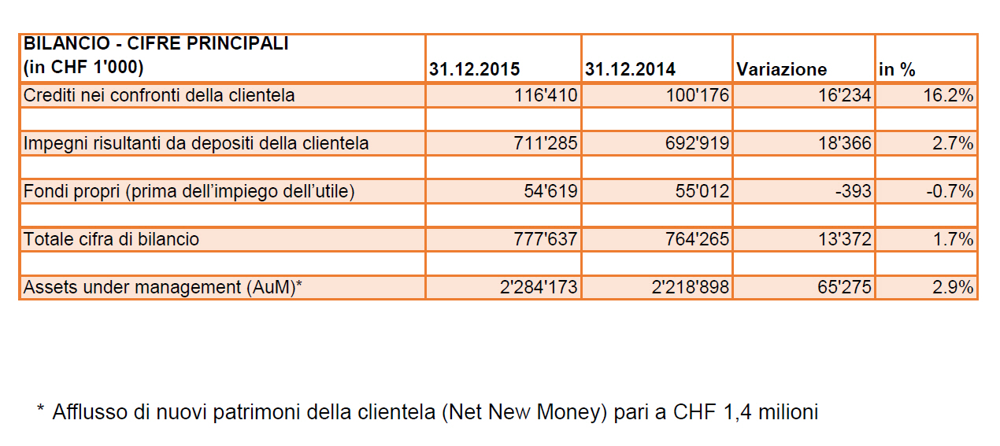 BILANCIO - CIFRE PRINCIPALI
(in CHF 1'000) 31.12.2015 31.12.2014 Variazione in %
Crediti nei confronti della clientela 116'410 100'176 16'234 16.2%
Impegni risultanti da depositi della clientela 711'285 692'919 18'366 2.7%
Fondi propri (prima dell’impiego dell’utile) 54'619 55'012 -393 -0.7%
Totale cifra di bilancio 777'637 764'265 13'372 1.7%
Assets under management (AuM)* 2'284'173 2'218'898 65'275 2.9%
* Afflusso di nuovi patrimoni della clientela (Net New Money) pari a CHF 1,4 milioni